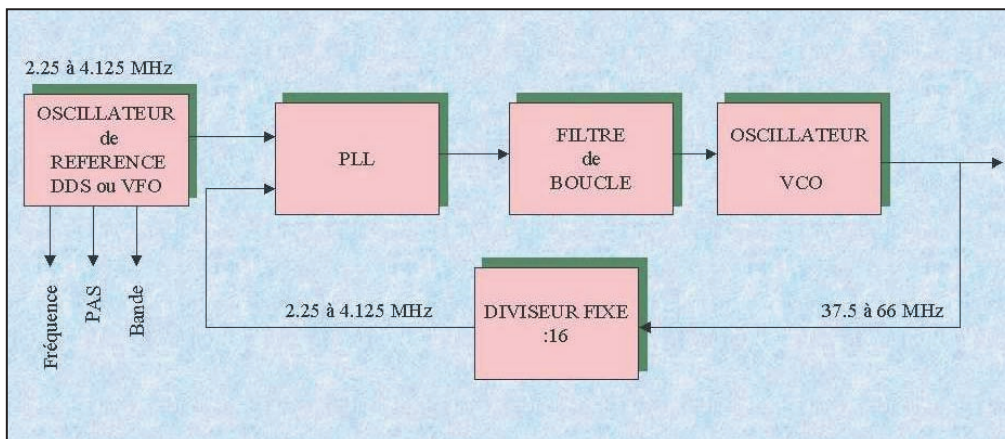 2.25 à 4.125 MHz
OSCILLATEUR
de
REFERENCE
DDS ou VFO
PLL
FILTRE
de
BOUCLE
OSCILLATEUR
VCO
Fréquence
PAS
Bande
2.25 à 4.125 MHz
DIVISEUR FIXE
:16
37.5 à 66 MHz